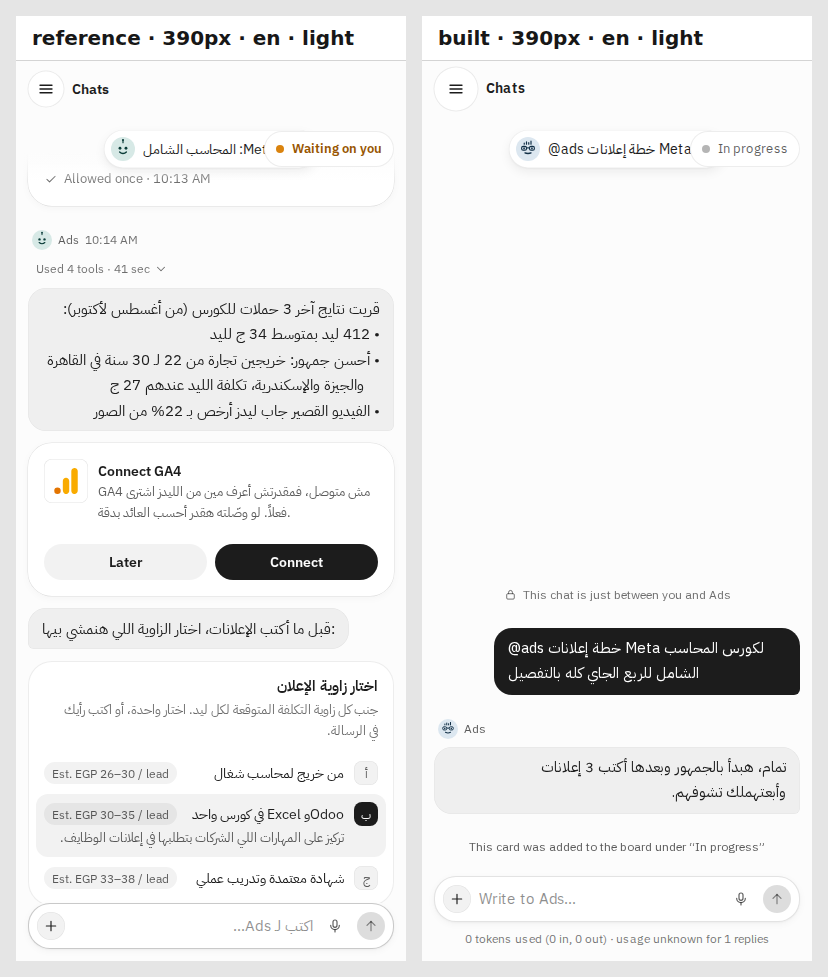 reference · 390px · en · light
Chats
Met :المحاسب الشامل
Waiting on you
Allowed once · 10:13 AM
Ads 10:14 AM
Used 4 tools · 41 sec
قريت نتايج آخر 3 حملات للكورس (من أغسطس لأكتوبر):
• 412 ليد بمتوسط 34 ج لليد
• أحسن جمهور: خريجين تجارة من 22 لـ 30 سنة في القاهرة
والجيزة والإسكندرية، تكلفة الليد عندهم 27 ج
• الفيديو القصير جاب ليدز أرخص بـ 22% من الصور
Connect GA4
GA4 مش متوصل، فمقدرتش أعرف مين من الليدز اشترى
فعلاً. لو وصّلته هقدر أحسب العائد بدقة.
Later
Connect
قبل ما أكتب الإعلانات، اختار الزاوية اللي هنمشي بيها:
اختار زاوية الإعلان
جنب كل زاوية التكلفة المتوقعة لكل ليد. اختار واحدة، أو اكتب رأيك
في الرسالة.
أ من خريج لمحاسب شغال Est. EGP 26–30 / lead
ب Odooو Excel في كورس واحد Est. EGP 30–35 / lead
تركيز على المهارات اللي الشركات بتطلبها في إعلانات الوظايف.
ج شهادة معتمدة وتدريب عملي Est. EGP 33–38 / lead
اكتب لـ Ads...
built · 390px · en · light
Chats
@ads خطة إعلانات Meta
In progress
This chat is just between you and Ads
@ads خطة إعلانات Meta لكورس المحاسب
الشامل للربع الجاي كله بالتفصيل
Ads
تمام، هبدأ بالجمهور وبعدها أكتب 3 إعلانات
وأبعتهملك تشوفهم.
This card was added to the board under “In progress”
Write to Ads...
0 tokens used (0 in, 0 out) · usage unknown for 1 replies